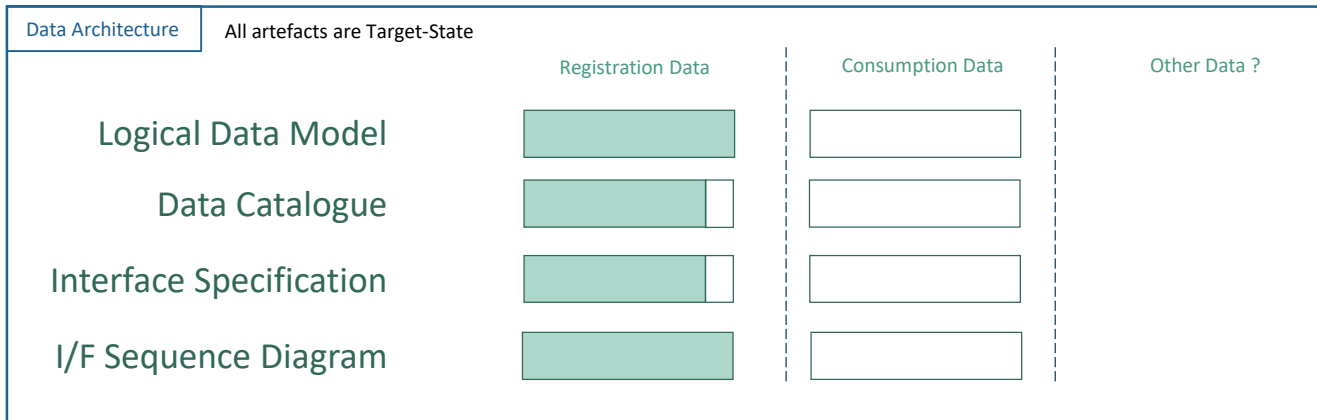 Data Architecture
All artefacts are Target-State
Registration Data
Consumption Data
Other Data ?
Logical Data Model
Data Catalogue
Interface Specification
I/F Sequence Diagram